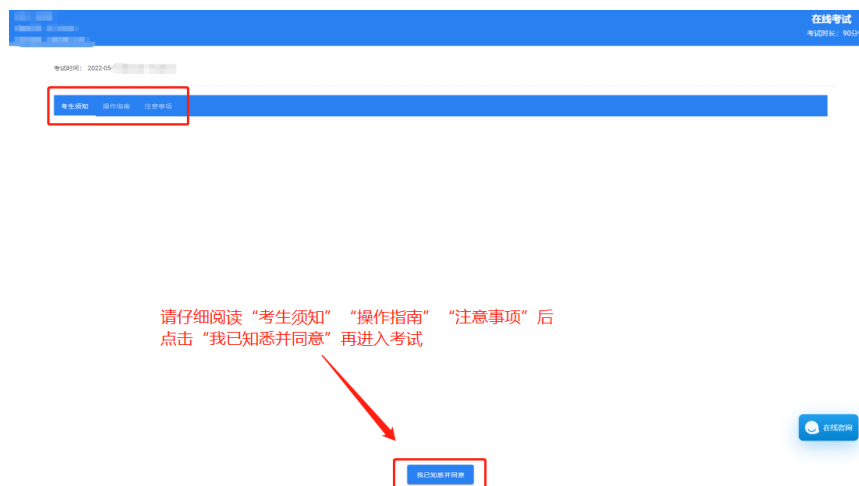 在线考试
考试时长：90分
考试时间： 2022-05-
考生须知 操作指南 注意事项
请仔细阅读“考生须知”“操作指南”“注意事项”后
点击“我已知悉并同意”再进入考试
在线咨询
我已知悉并同意